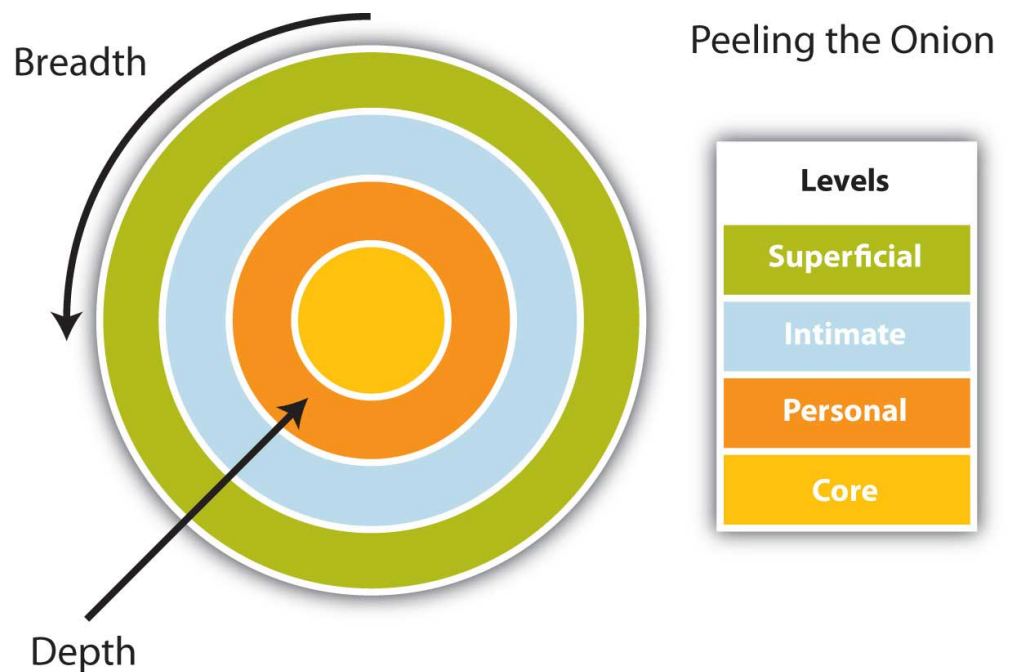 Peeling the Onion
Breadth
Levels
Superficial
Intimate
Personal
Core
Depth